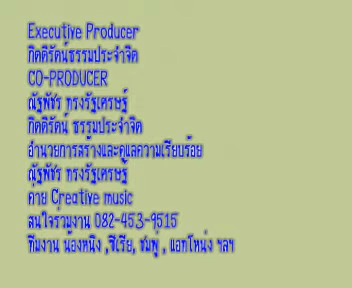 Executive Producer
กิตติรัตน์ธรรมประจำจิต
CO-PRODUCER
ณัฐพัชร ทรงรัฐเศรษฐ์
กิตติรัตน์ ธรรมประจำจิต
อำนวยการสร้างและดูแลความเรียบร้อย
ณัฐพัชร ทรงรัฐเศรษฐ์
ค่าย Creative music
สนใจร่วมงาน 082-453-9515
ทีมงาน น้องหนิง ,ซีเรีย, ชมพู่ , แอทโหน่ง ฯลฯ